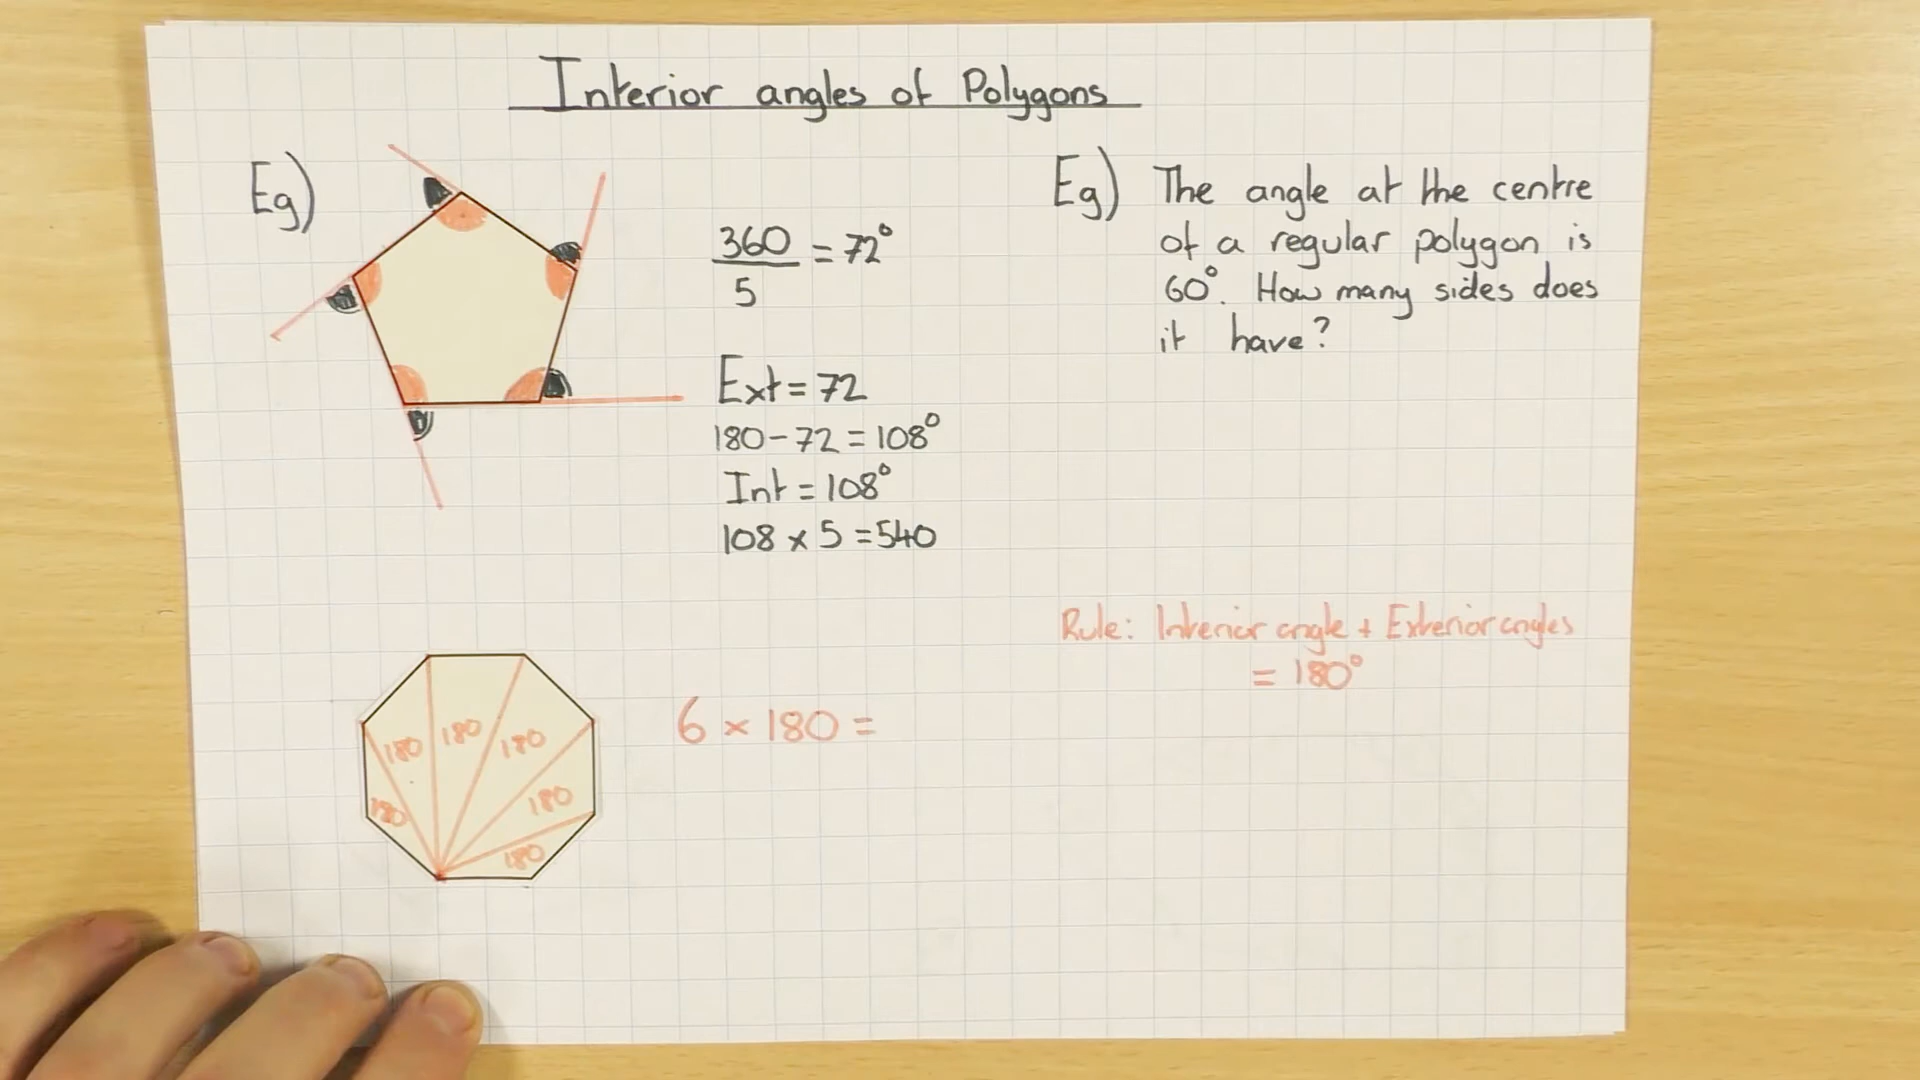 Interior angles of Polygons
Eg)
360
5
= 72°
Ext = 72
180 - 72 = 108°
Int = 108°
108 × 5 = 540
Eg) The angle at the centre
of a regular polygon is
60°. How many sides does
it have?
Rule: Interior angle + Exterior angles
= 180°
180
180
180
180
180
180
6 × 180 =